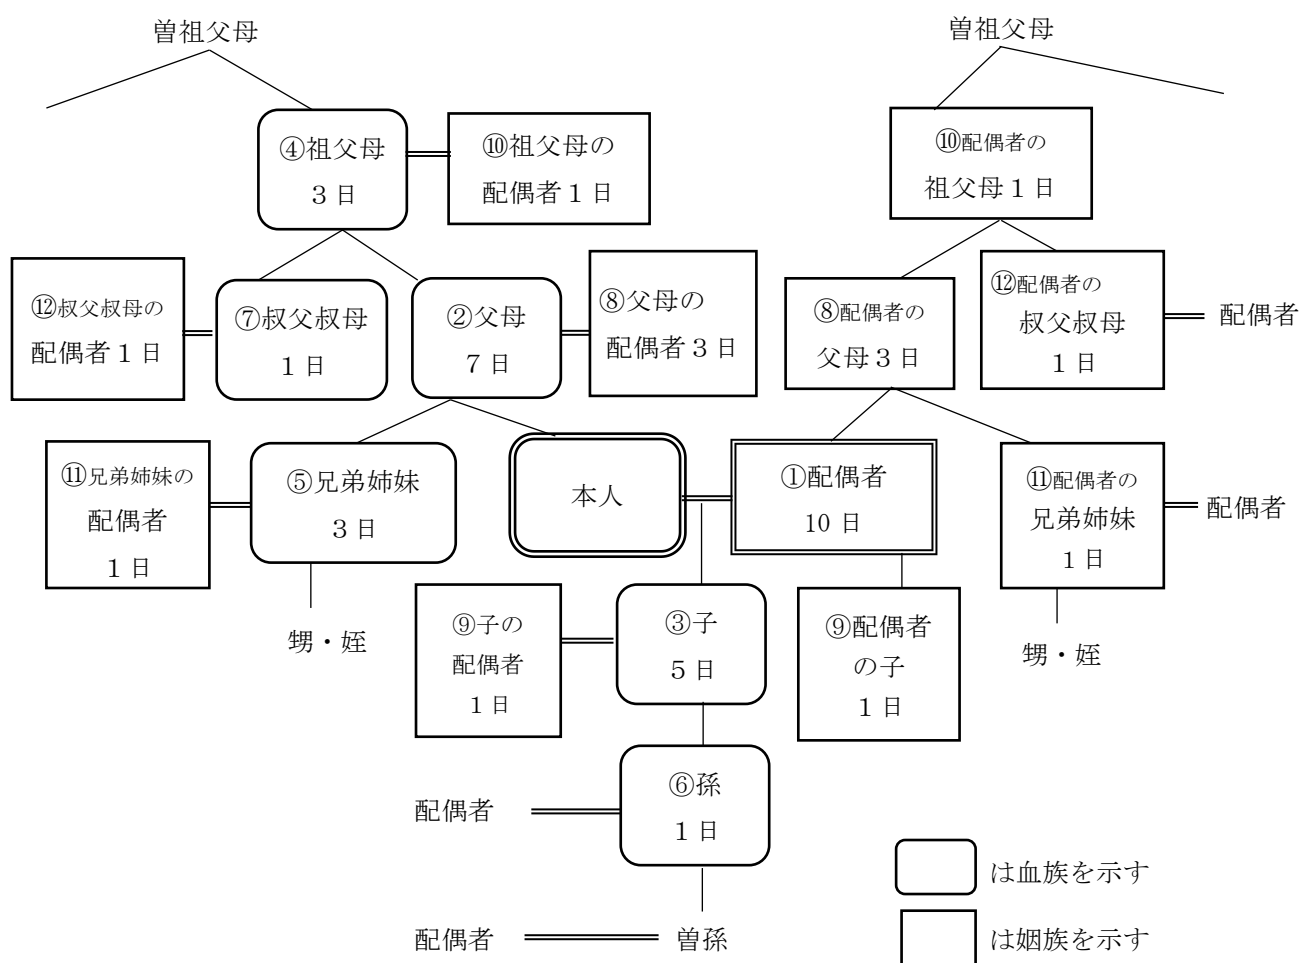 曽祖父母
曽祖父母
④祖父母
３日
⑩祖父母の
配偶者１日
⑩配偶者の
祖父母１日
⑫叔父叔母の
配偶者１日
⑦叔父叔母
１日
②父母
７日
⑧父母の
配偶者３日
⑧配偶者の
父母３日
⑫配偶者の
叔父叔母
１日
配偶者
⑪兄弟姉妹の
配偶者
１日
⑤兄弟姉妹
３日
本人
①配偶者
10 日
⑪配偶者の
兄弟姉妹
１日
配偶者
甥・姪
⑨子の
配偶者
１日
③子
５日
⑨配偶者
の子
１日
甥・姪
配偶者
⑥孫
１日
は血族を示す
配偶者
曽孫
は姻族を示す